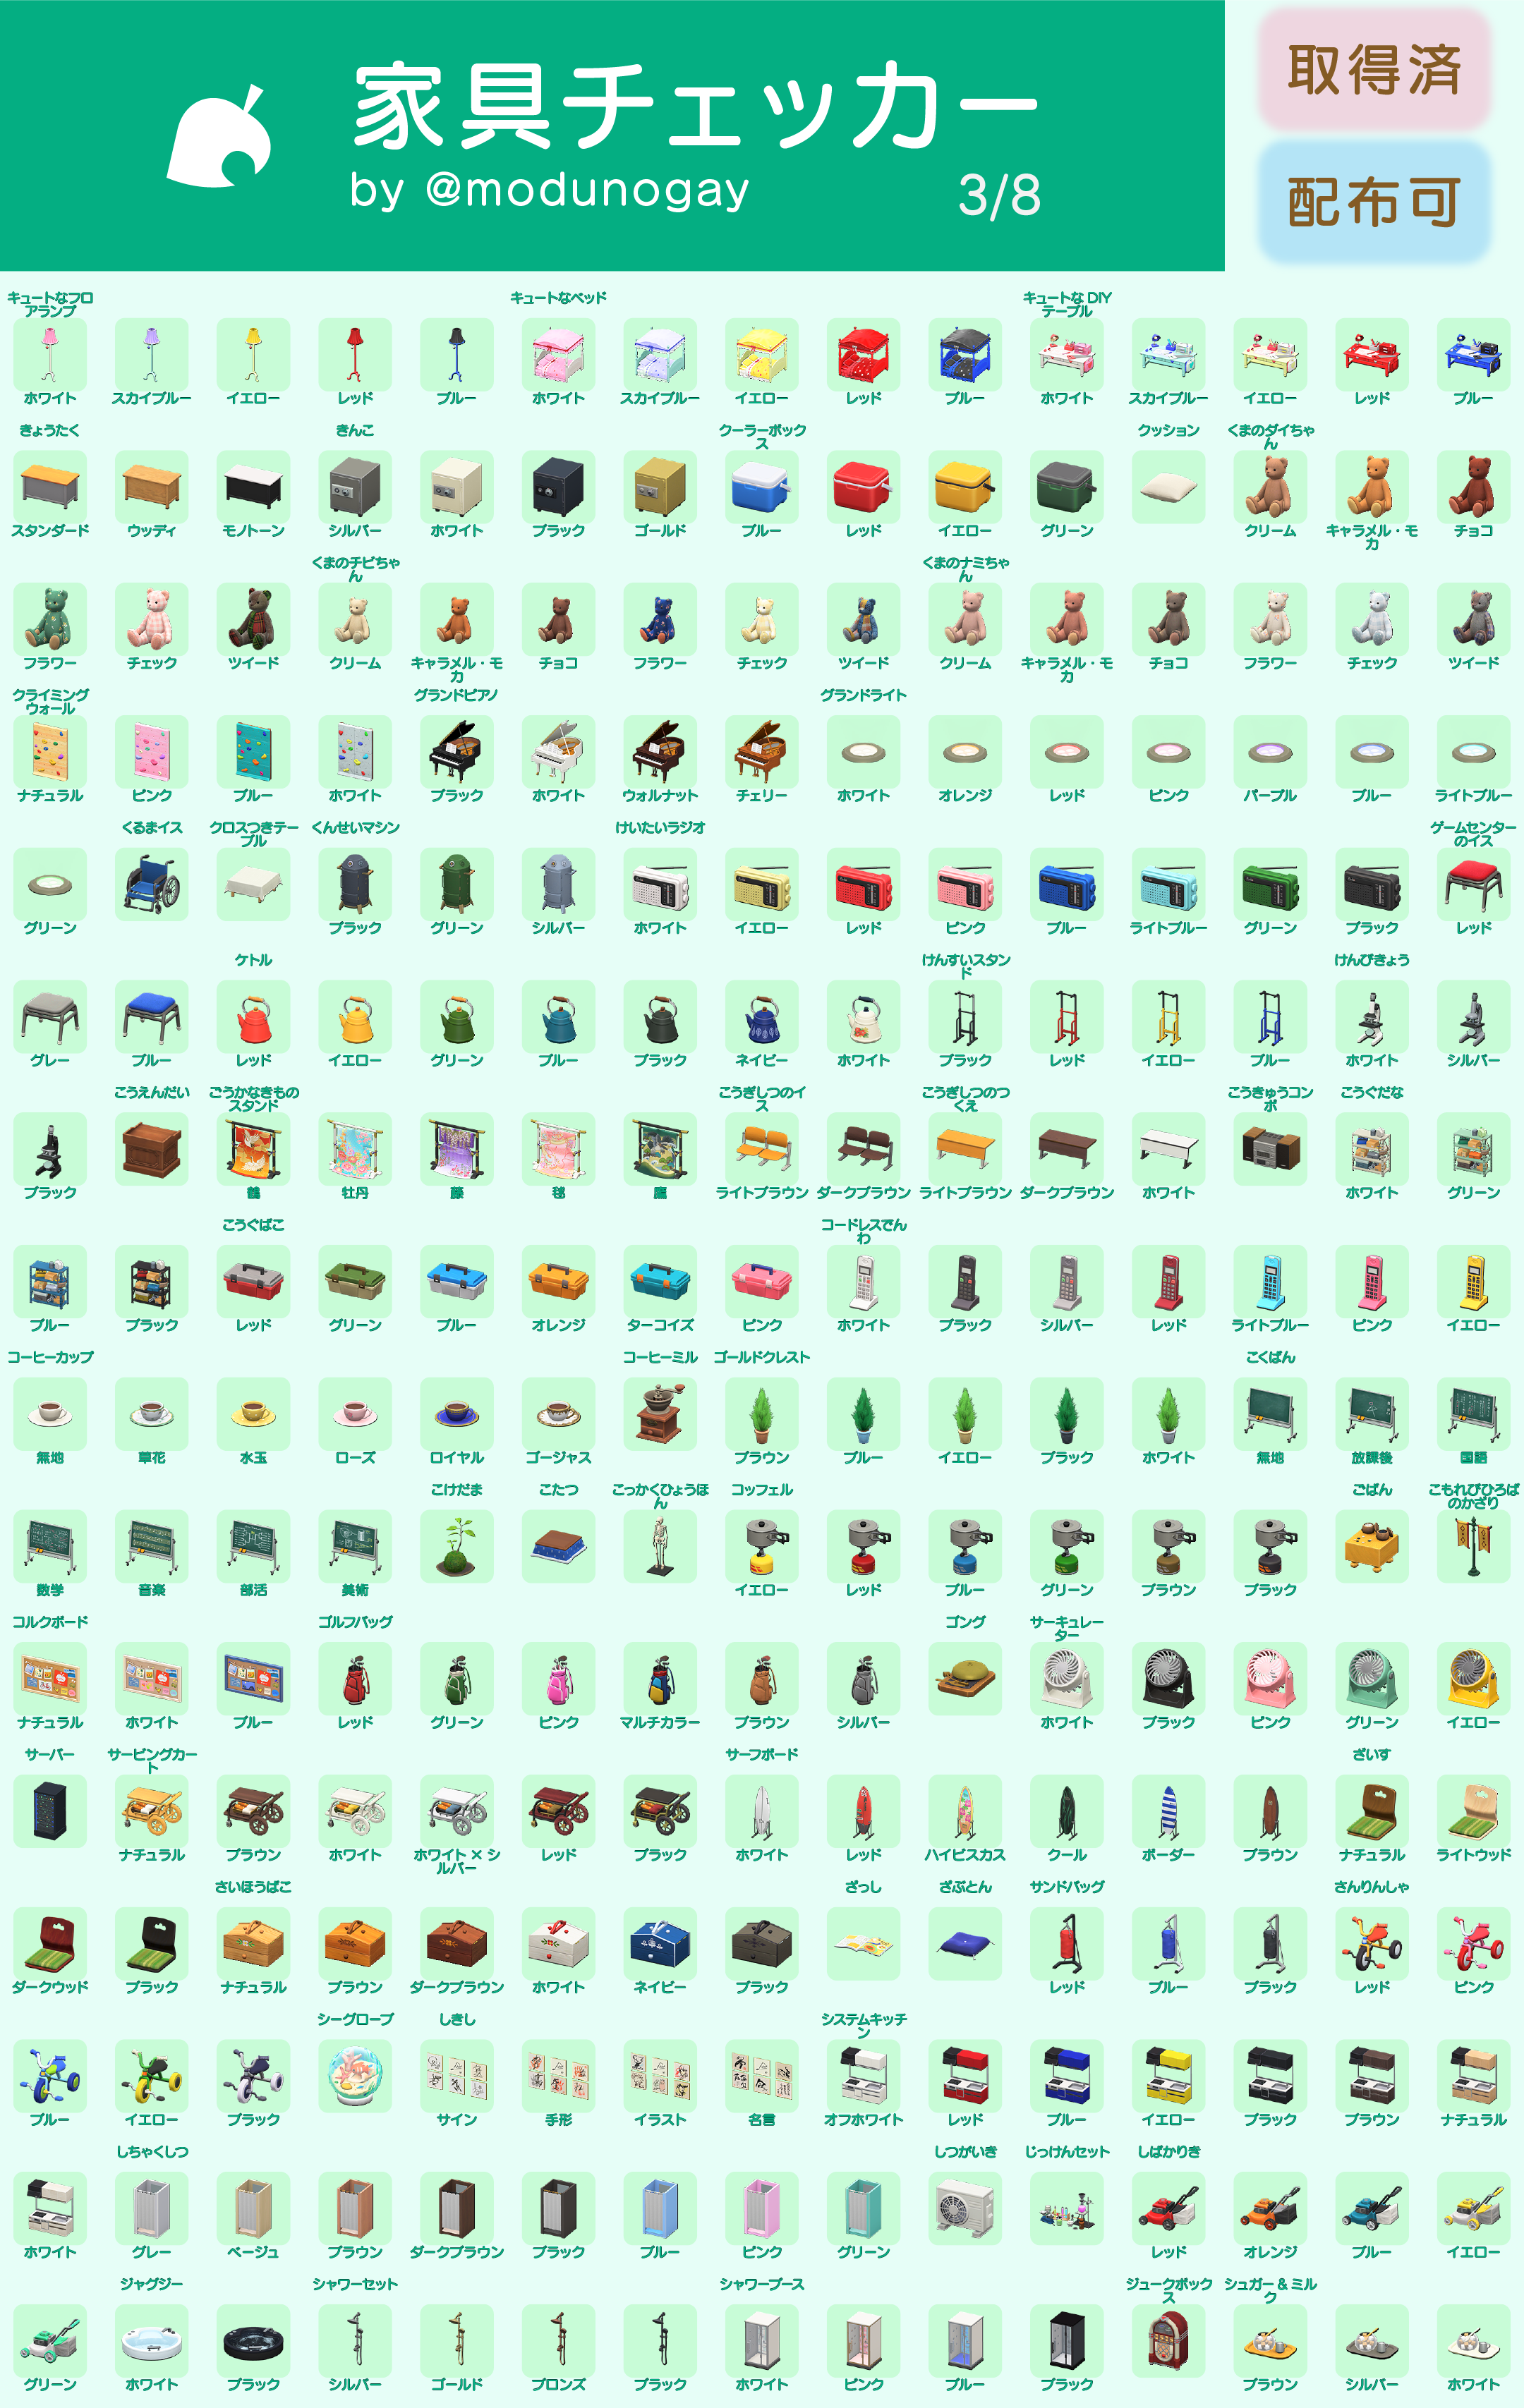 家具チェッカー
by @modunogay
3/8
取得済
配布可
キュートなフロ
アランプ
キュートなベッド
キュートな DIY
テーブル
ホワイト スカイブルー イエロー レッド ブルー ホワイト スカイブルー イエロー レッド ブルー ホワイト スカイブルー イエロー レッド ブルー
きょうたく きんこ クーラーボック
ス
クッション くまのダイちゃ
ん
スタンダード ウッディ モノトーン シルバー ホワイト ブラック ゴールド ブルー レッド イエロー グリーン クリーム キャラメル・モ
カ
チョコ
くまのチビちゃ
ん
くまのナミちゃ
ん
フラワー チェック ツイード クリーム キャラメル・モ
カ
チョコ フラワー チェック ツイード クリーム キャラメル・モ
カ
チョコ フラワー チェック ツイード
クライミング
ウォール
グランドピアノ グランドライト
ナチュラル ピンク ブルー ホワイト ブラック ホワイト ウォルナット チェリー ホワイト オレンジ レッド ピンク パープル ブルー ライトブルー
くるまイス クロスつきテー
ブル
くんせいマシン けいたいラジオ ゲームセンター
のイス
グリーン ブラック グリーン シルバー ホワイト イエロー レッド ピンク ブルー ライトブルー グリーン ブラック レッド
ケトル けんすいスタン
ド
けんびきょう
グレー ブルー レッド イエロー グリーン ブルー ブラック ネイビー ホワイト ブラック レッド イエロー ブルー ホワイト シルバー
こうえんだい ごうかなきもの
スタンド
こうぎしつのイ
ス
こうぎしつのつ
くえ
こうきゅうコン
ポ
こうぐだな
ブラック 鶴 牡丹 藤 毬 鷹 ライトブラウン ダークブラウン ライトブラウン ダークブラウン ホワイト ホワイト グリーン
こうぐばこ コードレスでん
わ
ブルー ブラック レッド グリーン ブルー オレンジ ターコイズ ピンク ホワイト ブラック シルバー レッド ライトブルー ピンク イエロー
コーヒーカップ コーヒーミル ゴールドクレスト こくばん
無地 草花 水玉 ローズ ロイヤル ゴージャス ブラウン ブルー イエロー ブラック ホワイト 無地 放課後 国語
こけだま こたつ こっかくひょうほ
ん
コッフェル ごばん こもれびひろば
のかざり
数学 音楽 部活 美術 イエロー レッド ブルー グリーン ブラウン ブラック
コルクボード ゴルフバッグ ゴング サーキュレー
ター
ナチュラル ホワイト ブルー レッド グリーン ピンク マルチカラー ブラウン シルバー ホワイト ブラック ピンク グリーン イエロー
サーバー サービングカー
ト
サーフボード ざいす
ナチュラル ブラウン ホワイト ホワイト × シ
ルバー
レッド ブラック ホワイト レッド ハイビスカス クール ボーダー ブラウン ナチュラル ライトウッド
さいほうばこ ざっし ざぶとん サンドバッグ さんりんしゃ
ダークウッド ブラック ナチュラル ブラウン ダークブラウン ホワイト ネイビー ブラック レッド ブルー ブラック レッド ピンク
シーグローブ しきし システムキッチ
ン
ブルー イエロー ブラック サイン 手形 イラスト 名言 オフホワイト レッド ブルー イエロー ブラック ブラウン ナチュラル
しちゃくしつ しつがいき じっけんセット しばかりき
ホワイト グレー ベージュ ブラウン ダークブラウン ブラック ブルー ピンク グリーン レッド オレンジ ブルー イエロー
ジャグジー シャワーセット シャワーブース ジュークボック
ス
シュガー & ミル
ク
グリーン ホワイト ブラック シルバー ゴールド ブロンズ ブラック ホワイト ピンク ブルー ブラック ブラウン シルバー ホワイト